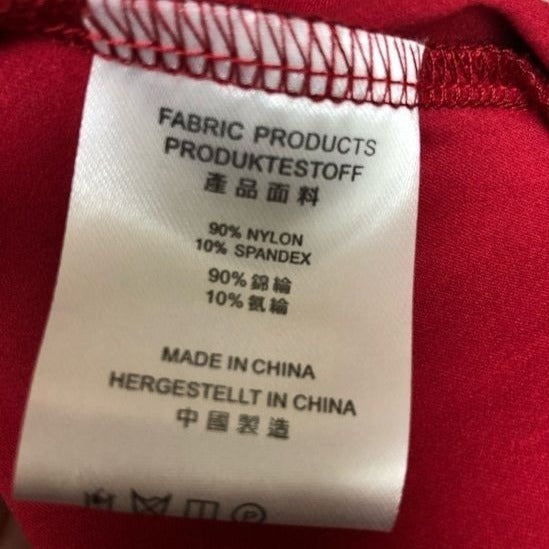 FABRIC PRODUCTS
PRODUKTESTOFF
產品面料
90% NYLON
10% SPANDEX
90%錦綸
10%氨綸
MADE IN CHINA
HERGESTELLT IN CHINA
中國製造